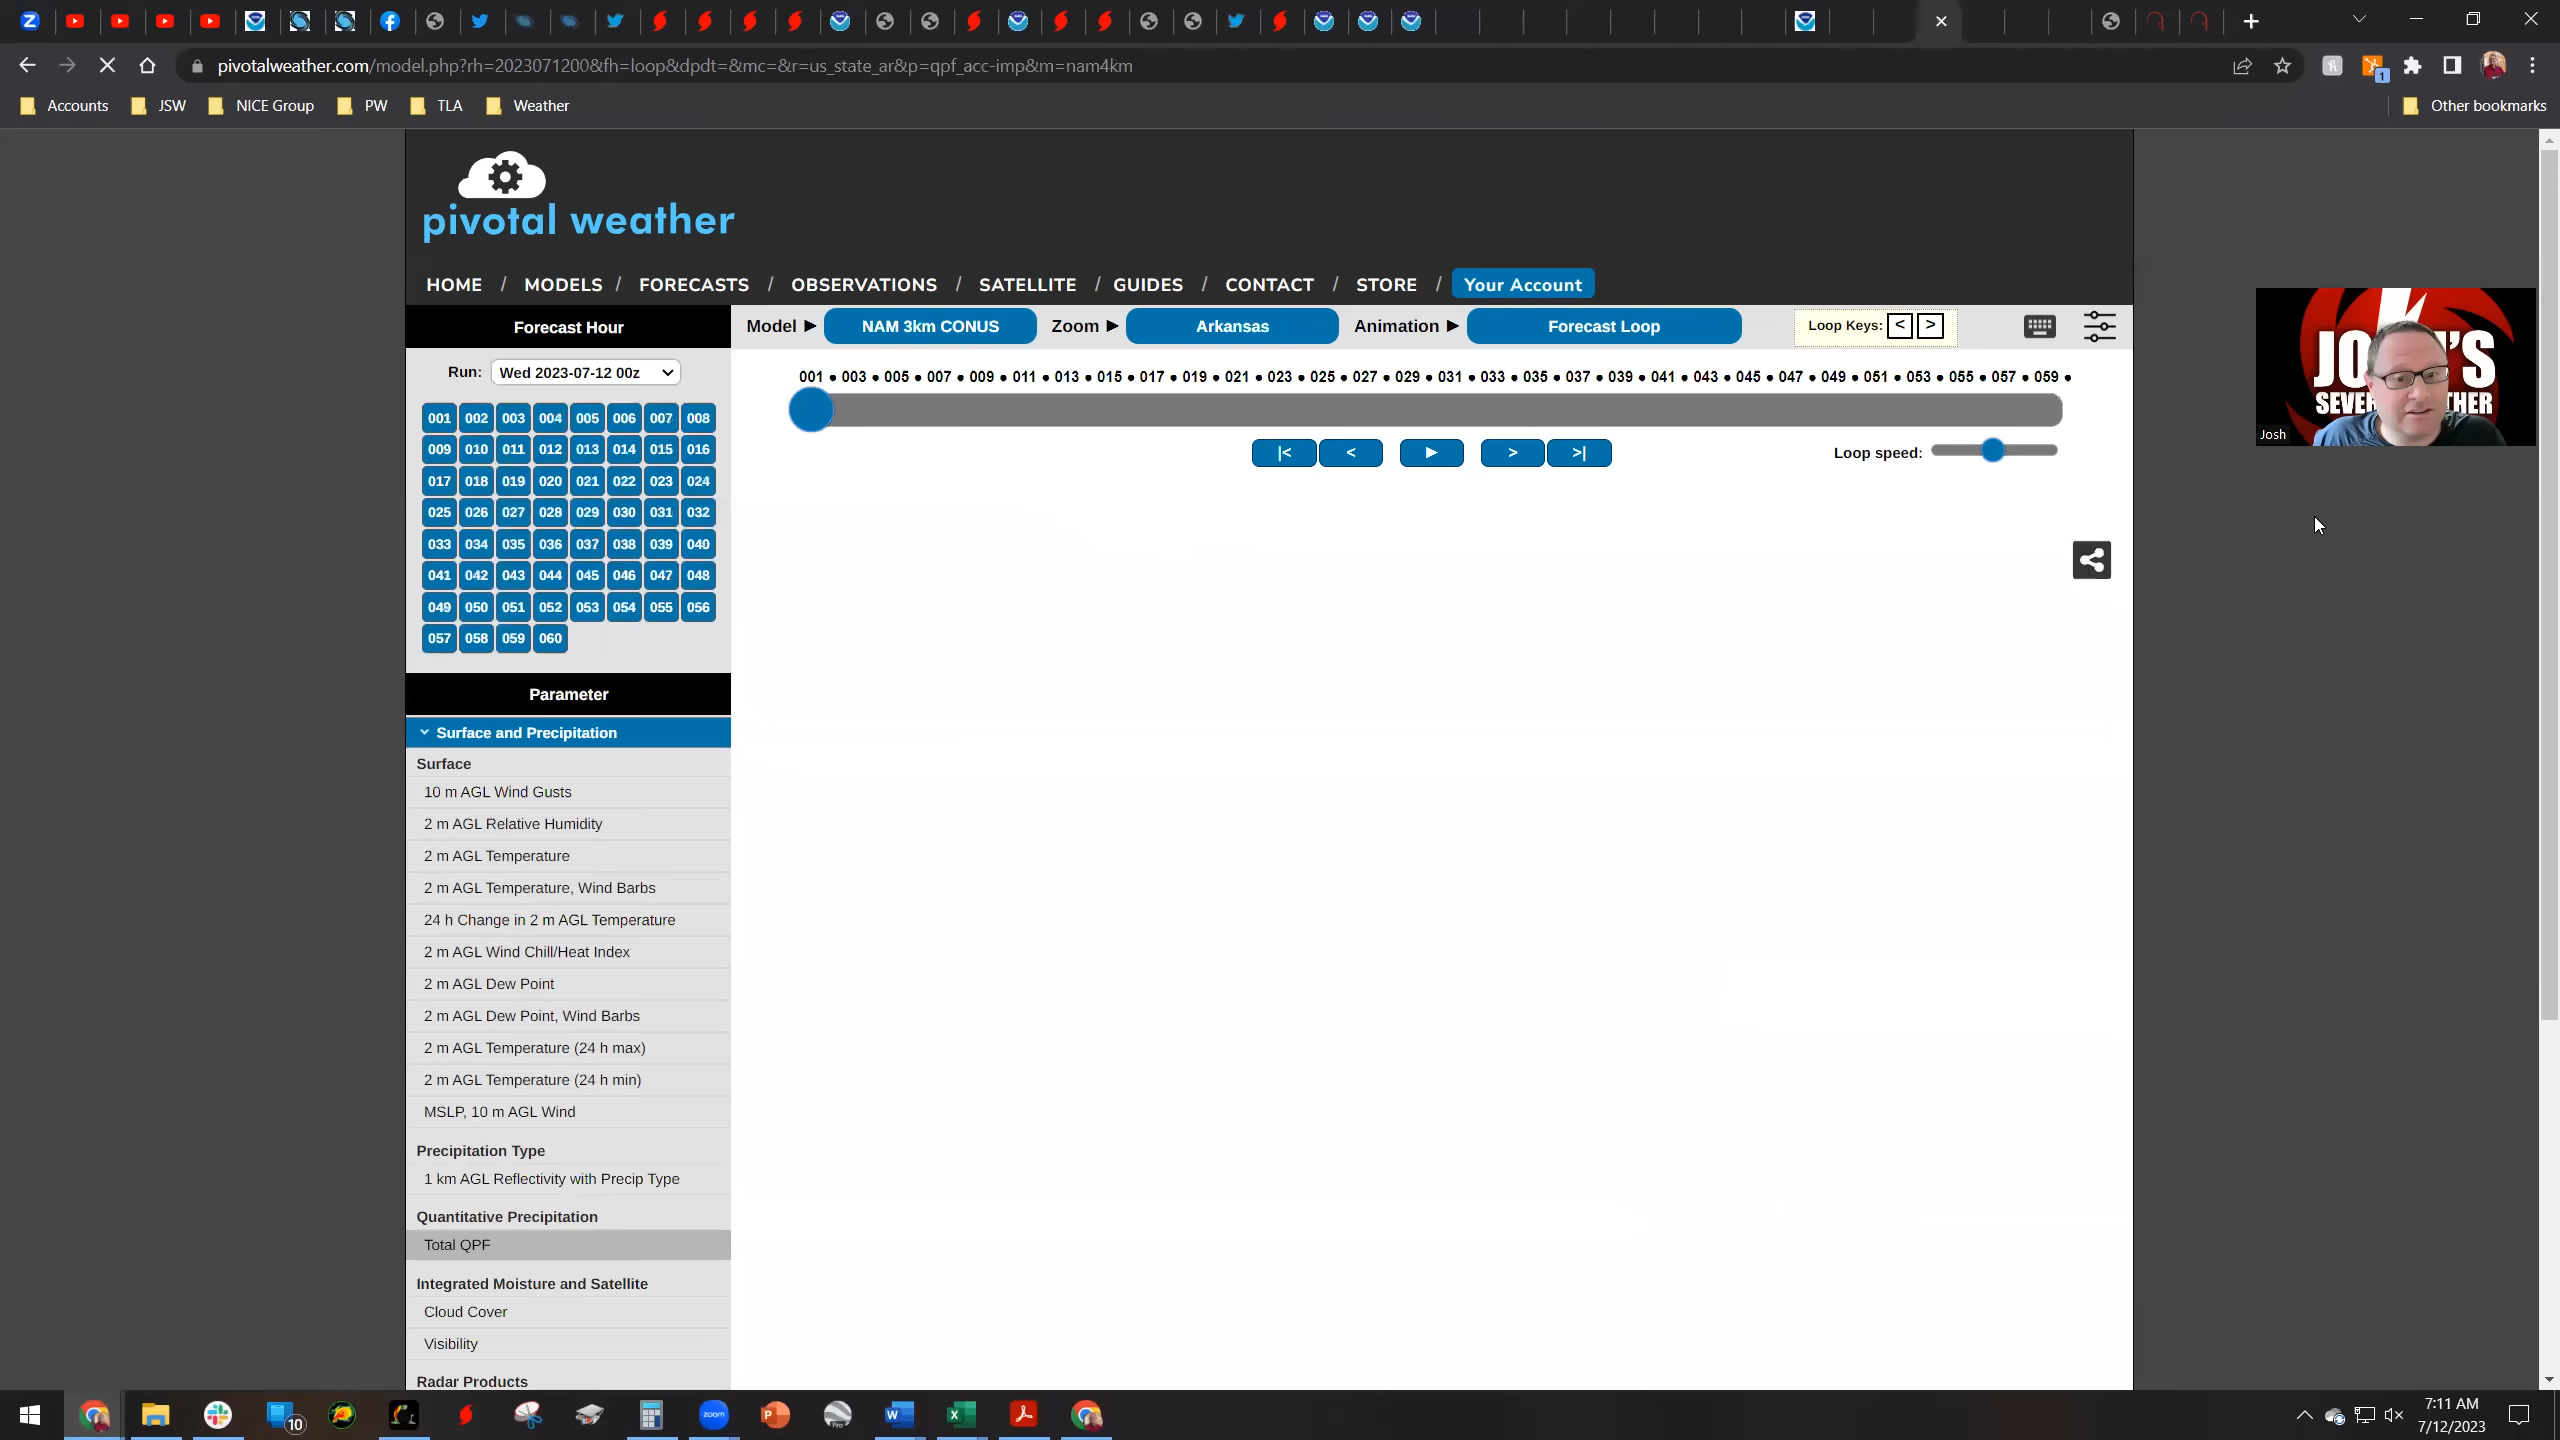 pivotalweather.com/model.php?rh=2023071200&fh=loop&dpdt=&mc=&r=us_state_ar&p=qpf_acc-imp&m=nam4km
1
Accounts JSW NICE Group PW TLA Weather Other bookmarks
pivotal weather
HOME / MODELS / FORECASTS / OBSERVATIONS / SATELLITE / GUIDES / CONTACT / STORE / Your Account
Forecast Hour
Model ▶ NAM 3km CONUS Zoom ▶ Arkansas Animation ▶ Forecast Loop Loop Keys: < >
Run: Wed 2023-07-12 00z
001 • 003 • 005 • 007 • 009 • 011 • 013 • 015 • 017 • 019 • 021 • 023 • 025 • 027 • 029 • 031 • 033 • 035 • 037 • 039 • 041 • 043 • 045 • 047 • 049 • 051 • 053 • 055 • 057 • 059 •
|< < ▶ > >| Loop speed:
001 002 003 004 005 006 007 008
009 010 011 012 013 014 015 016
017 018 019 020 021 022 023 024
025 026 027 028 029 030 031 032
033 034 035 036 037 038 039 040
041 042 043 044 045 046 047 048
049 050 051 052 053 054 055 056
057 058 059 060
Josh
Parameter
Surface and Precipitation
Surface
10 m AGL Wind Gusts
2 m AGL Relative Humidity
2 m AGL Temperature
2 m AGL Temperature, Wind Barbs
24 h Change in 2 m AGL Temperature
2 m AGL Wind Chill/Heat Index
2 m AGL Dew Point
2 m AGL Dew Point, Wind Barbs
2 m AGL Temperature (24 h max)
2 m AGL Temperature (24 h min)
MSLP, 10 m AGL Wind
Precipitation Type
1 km AGL Reflectivity with Precip Type
Quantitative Precipitation
Total QPF
Integrated Moisture and Satellite
Cloud Cover
Visibility
Radar Products
10
zoom
7:11 AM
7/12/2023